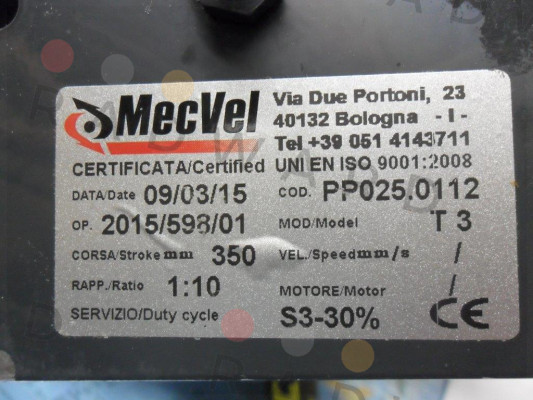 MecVel
Via Due Portoni, 23
40132 Bologna - I -
Tel +39 051 4143711
CERTIFICATA/Certified UNI EN ISO 9001:2008
DATA/Date 09/03/15 COD. PP025.0112
OP. 2015/598/01 MOD/Model T 3
CORSA/Stroke mm 350 VEL./Speed mm/s /
RAPP./Ratio 1:10 MOTORE/Motor /
SERVIZIO/Duty cycle S3-30% CE